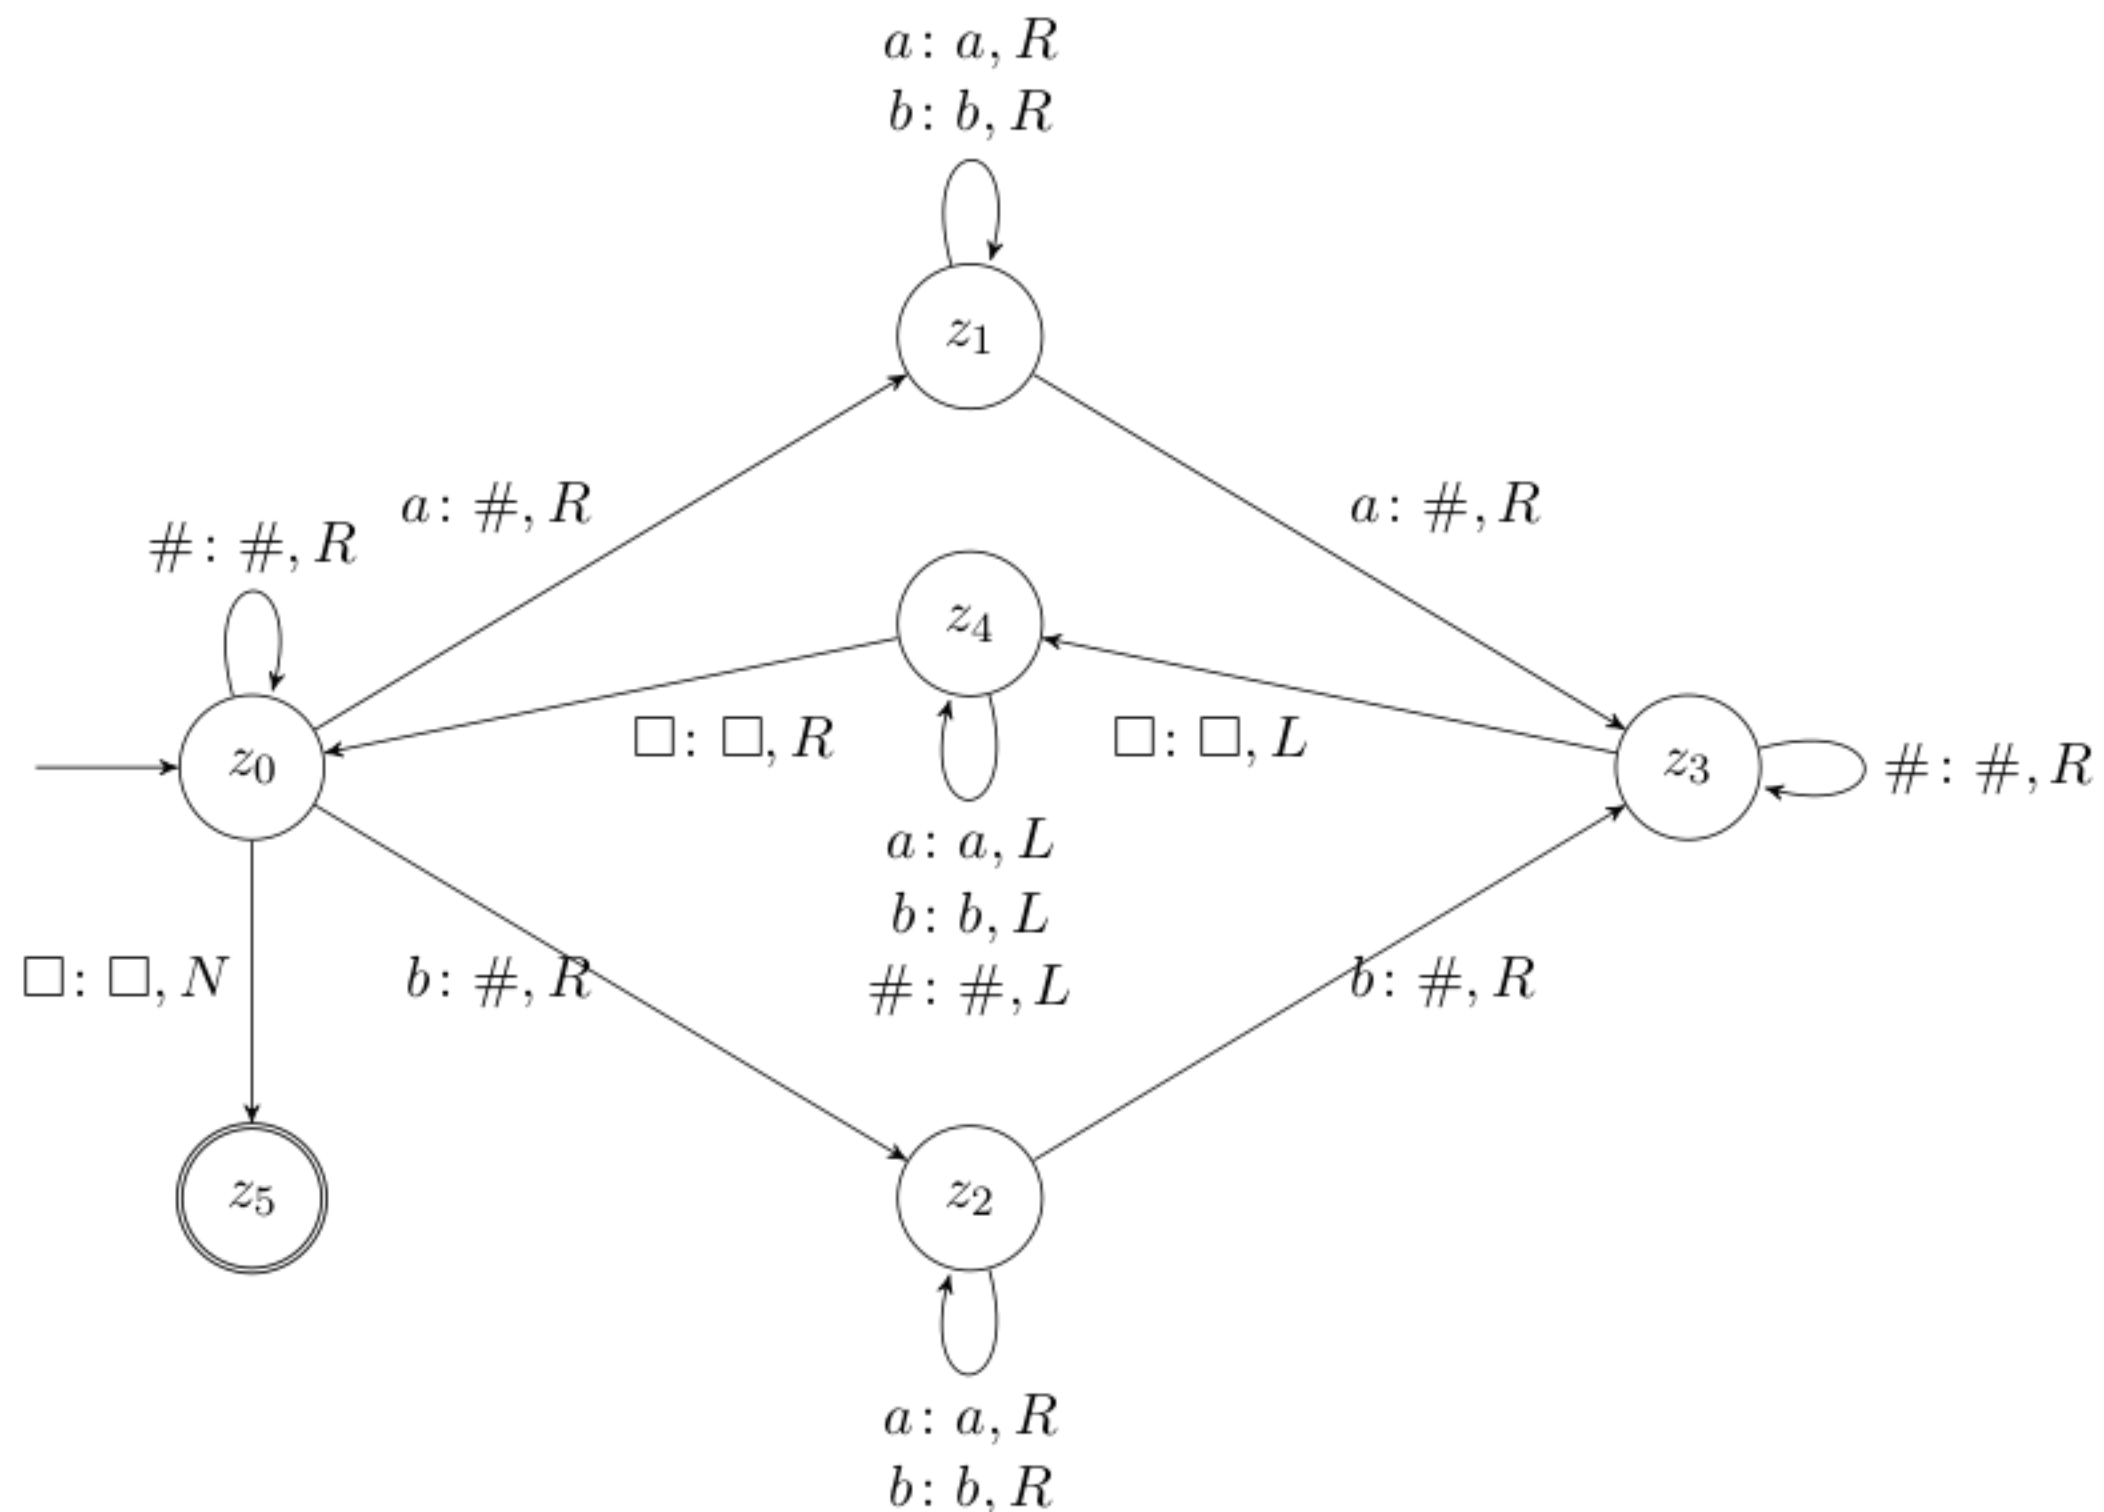 a: a, R
b: b, R
z₁
a: #, R
a: #, R
#: #, R
z₄
□: □, R
□: □, L
z₀
z₃
#: #, R
a: a, L
b: b, L
#: #, L
□: □, N
b: #, R
b: #, R
z₅
z₂
a: a, R
b: b, R